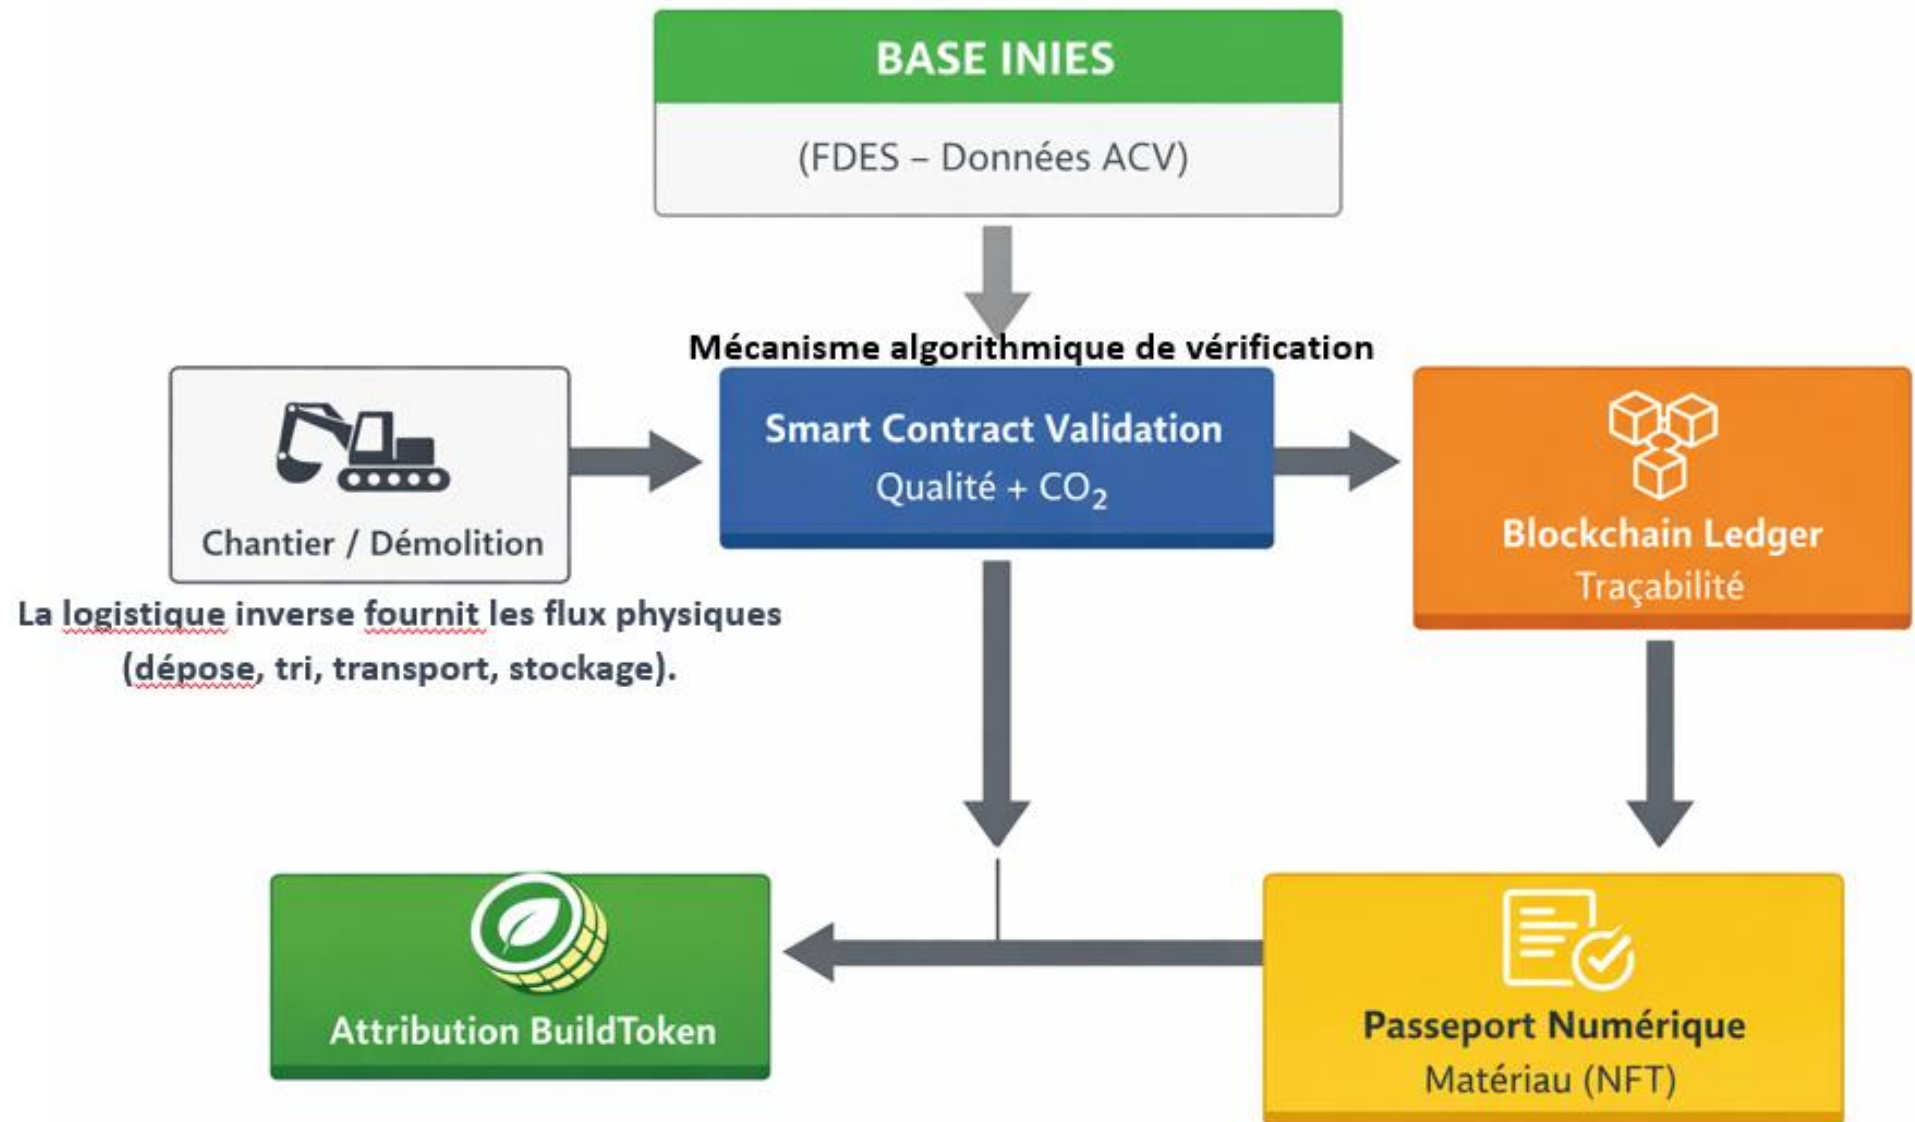 BASE INIES
(FDES – Données ACV)
Mécanisme algorithmique de vérification
Smart Contract Validation
Qualité + CO₂
Chantier / Démolition
La logistique inverse fournit les flux physiques
(dépose, tri, transport, stockage).
Blockchain Ledger
Traçabilité
Attribution BuildToken
Passeport Numérique
Matériau (NFT)